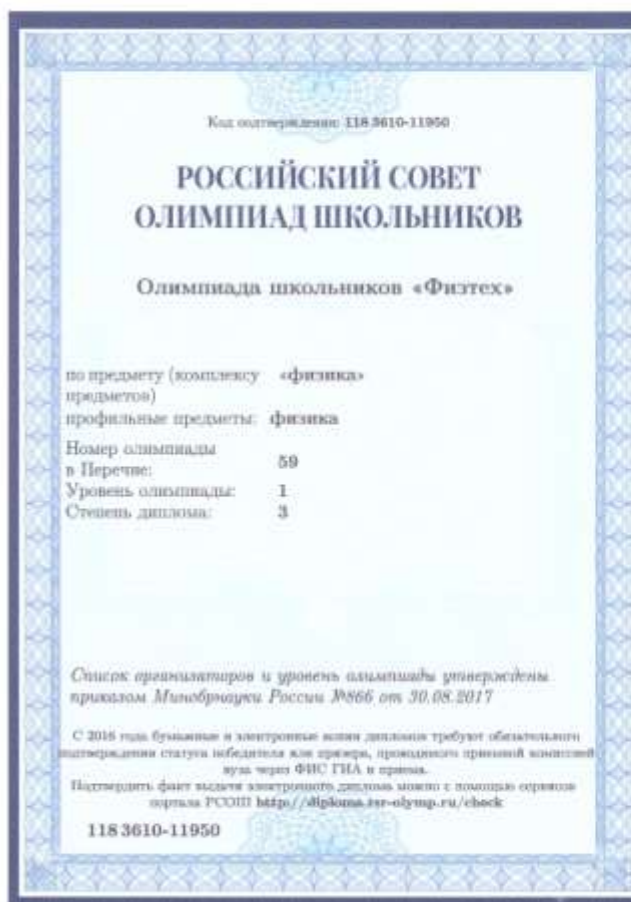 Код подтверждения: 118 3610-11950
РОССИЙСКИЙ СОВЕТ
ОЛИМПИАД ШКОЛЬНИКОВ
Олимпиада школьников «Физтех»
по предмету (комплексу «физика»
предметов)
профильные предметы: физика
Номер олимпиады
в Перечне: 59
Уровень олимпиады: 1
Степень диплома: 3
Список организаторов и уровень олимпиады утверждены
приказом Минобрнауки России №866 от 30.08.2017
С 2016 года бумажные и электронные копии дипломов требуют обязательного
подтверждения статуса победителя или призера, проводимого приемной комиссией
вуза через ФИС ГИА и приема.
Подтвердить факт выдачи электронного диплома можно с помощью сервисов
портала РСОШ http://diploma.rsr-olymp.ru/check
118 3610-11950